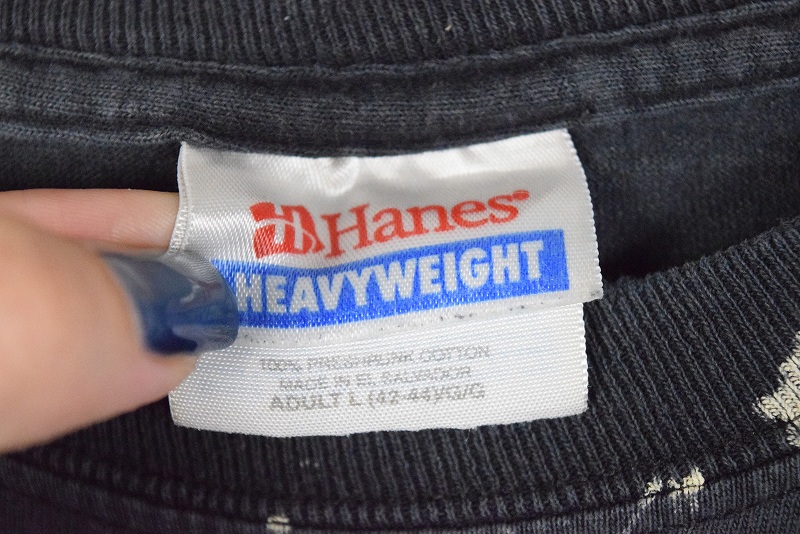 Hanes®
HEAVYWEIGHT
100% PRESHRUNK COTTON
MADE IN EL SALVADOR
ADULT L (42-44)/G/G